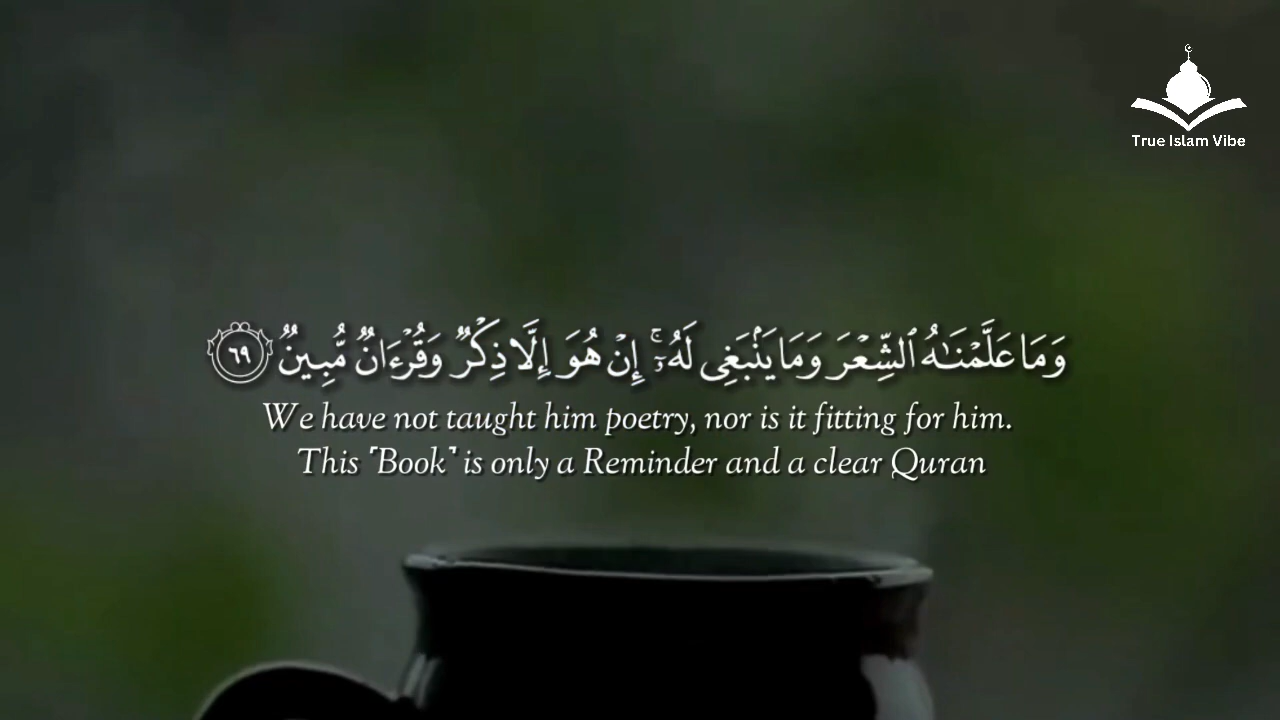 True Islam Vibe
وَمَا عَلَّمْنَـٰهُ ٱلشِّعْرَ وَمَا يَنۢبَغِى لَهُۥٓ ۚ إِنْ هُوَ إِلَّا ذِكْرٌ وَقُرْءَانٌ مُّبِينٌ ٦٩
We have not taught him poetry, nor is it fitting for him.
This "Book" is only a Reminder and a clear Quran